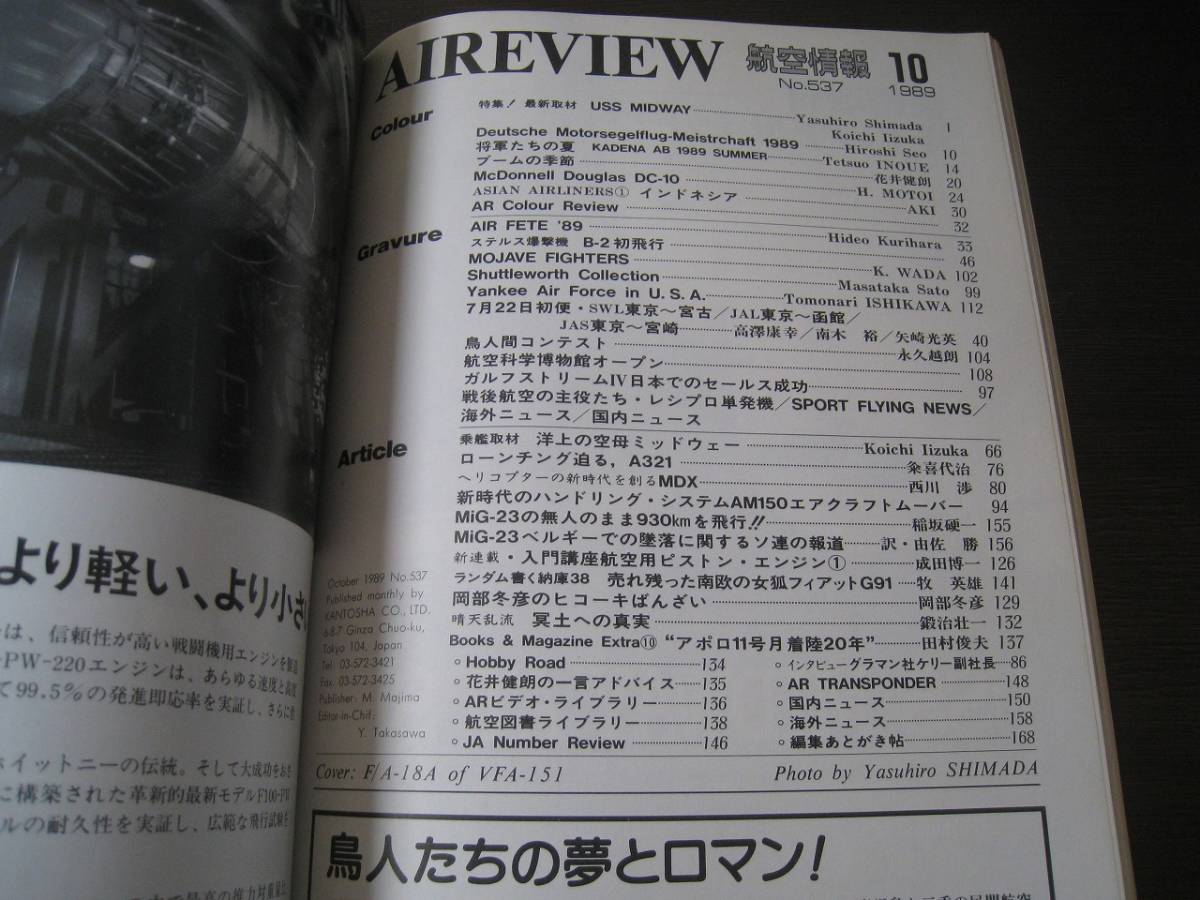 AIREVIEW 航空情報 10
No.537 1989
Colour
特集! 最新取材 USS MIDWAY Yasuhiro Shimada 1
Koichi Iizuka
Deutsche Motorsegelflug-Meistrchaft 1989 Hiroshi Seo 10
将軍たちの夏 KADENA AB 1989 SUMMER Tetsuo INOUE 14
ブームの季節 花井健朗 20
McDonnell Douglas DC-10 H. MOTOI 24
ASIAN AIRLINERS① インドネシア AKI 30
AR Colour Review 32
Gravure
AIR FETE '89 Hideo Kurihara 33
ステルス爆撃機 B-2初飛行 46
MOJAVE FIGHTERS K. WADA 102
Shuttleworth Collection Masataka Sato 99
Yankee Air Force in U.S.A. Tomonari ISHIKAWA 112
7月22日初便・SWL東京〜宮古/JAL東京〜函館/
JAS東京〜宮崎 高澤康幸/南木 裕/矢崎光英 40
鳥人間コンテスト 永久越朗 104
航空科学博物館オープン 108
ガルフストリームIV日本でのセールス成功 97
戦後航空の主役たち・レシプロ単発機/SPORT FLYING NEWS/
海外ニュース/国内ニュース
Article
乗艦取材 洋上の空母ミッドウェー Koichi Iizuka 66
ローンチング迫る, A321 粂喜代治 76
ヘリコプターの新時代を創るMDX 西川 渉 80
新時代のハンドリング・システムAM150エアクラフトムーバー 94
MiG-23の無人のまま930kmを飛行!! 稲坂硬一 155
MiG-23ベルギーでの墜落に関するソ連の報道 訳・由佐 勝 156
新連載・入門講座航空用ピストン・エンジン① 成田博一 126
ランダム書く納庫38 売れ残った南欧の女狐フィアットG91 牧 英雄 141
岡部冬彦のヒコーキばんざい 岡部冬彦 129
晴天乱流 冥土への真実 鍛治壮一 132
Books & Magazine Extra⑩ "アポロ11号月着陸20年" 田村俊夫 137
○Hobby Road 134
○花井健朗の一言アドバイス 135
○ARビデオ・ライブラリー 136
○航空図書ライブラリー 138
○JA Number Review 146
○インタビューグラマン社ケリー副社長 86
○AR TRANSPONDER 148
○国内ニュース 150
○海外ニュース 158
○編集あとがき帖 168
October 1989 No.537
Published monthly by
KANTOSHA CO., LTD.
6-8-7 Ginza Chuo-ku,
Tokyo 104, Japan
Tel. 03-572-3421
Fax. 03-572-3425
Publisher: M. Majima
Editor-in-Chif:
Y. Takasawa
Cover: F/A-18A of VFA-151 Photo by Yasuhiro SHIMADA
鳥人たちの夢とロマン!
より軽い、より小さ
は、信頼性が高い戦闘機用エンジンを
-PW-220エンジンは、あらゆる速度と高度
て99.5%の発進即応率を実証し、さらに
ホイットニーの伝統。そして大成功をおさ
に構築された革新的最新モデルF100-PW
ルの耐久性を実証し、広範な飛行試験を